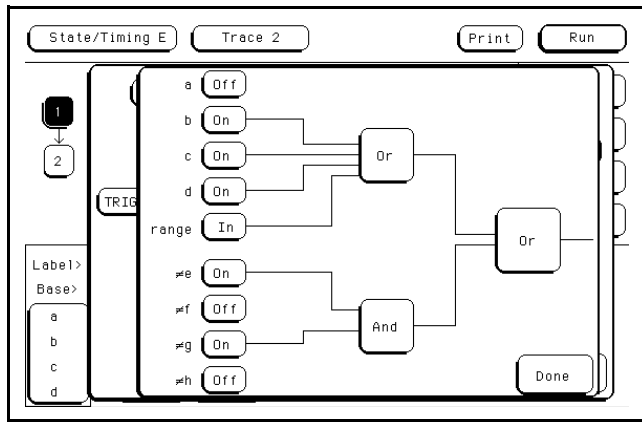 State/Timing E Trace 2 Print Run
1
2
TRIG
a Off
b On
c On
d On
range In
≠e On
≠f Off
≠g On
≠h Off
Or
And
Or
Done
Label>
Base>
a
b
c
d